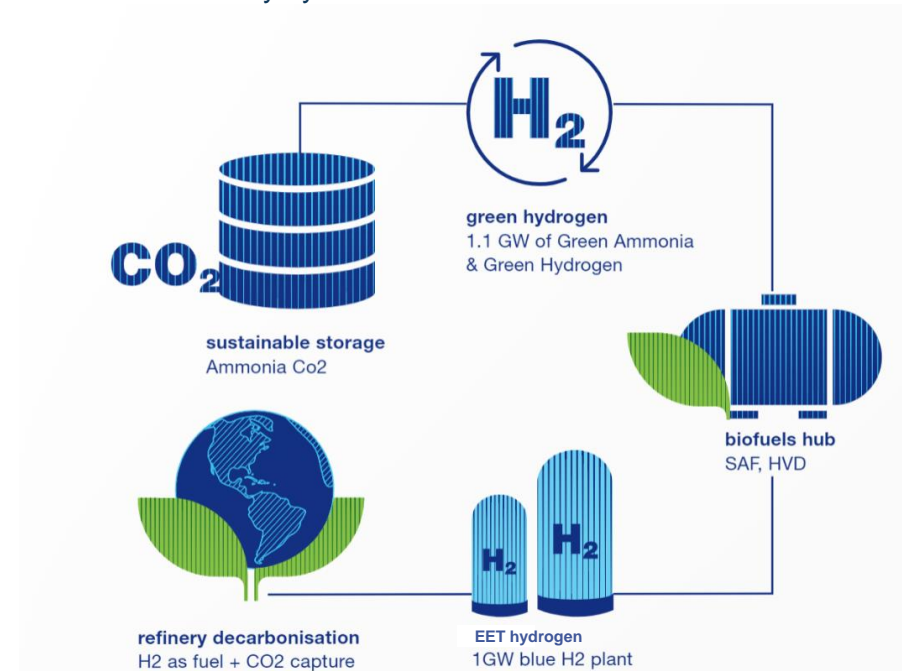 H2
green hydrogen
1.1 GW of Green Ammonia
& Green Hydrogen
CO2
sustainable storage
Ammonia Co2
biofuels hub
SAF, HVD
H2
H2
refinery decarbonisation
H2 as fuel + CO2 capture
EET hydrogen
1GW blue H2 plant